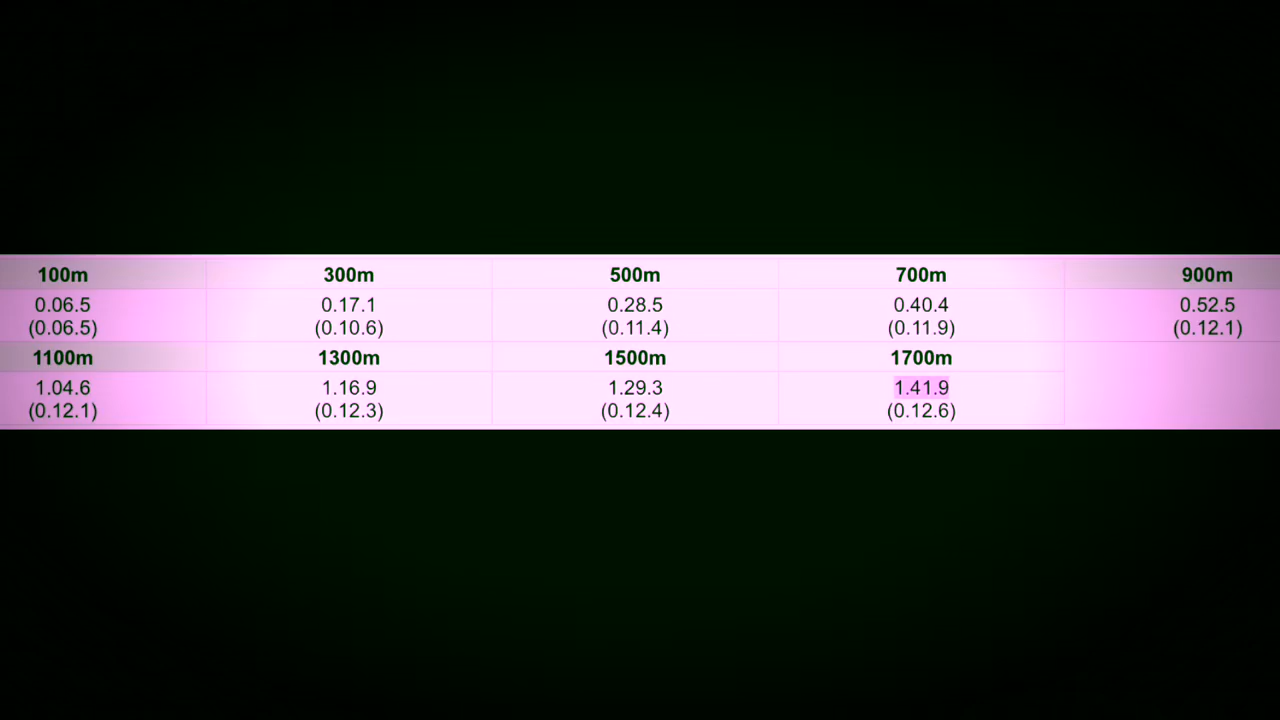 100m 300m 500m 700m 900m
0.06.5 0.17.1 0.28.5 0.40.4 0.52.5
(0.06.5) (0.10.6) (0.11.4) (0.11.9) (0.12.1)
1100m 1300m 1500m 1700m
1.04.6 1.16.9 1.29.3 1.41.9
(0.12.1) (0.12.3) (0.12.4) (0.12.6)